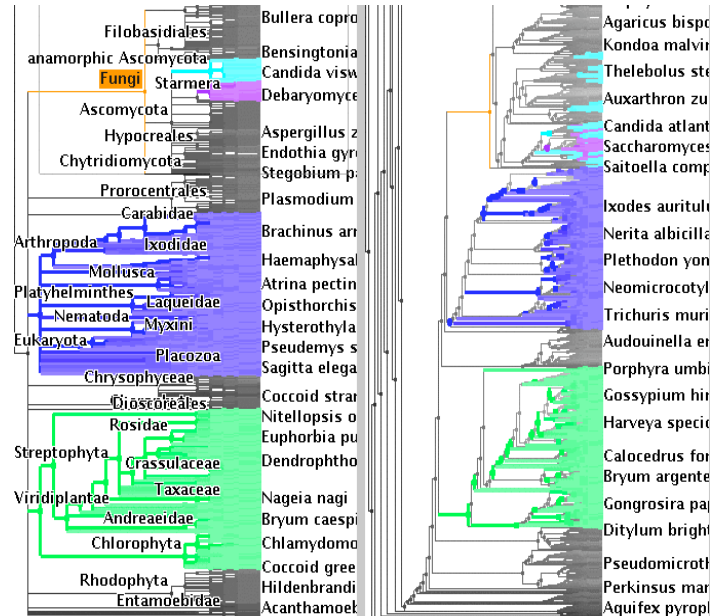 Bullera copro
Filobasidiales
Bensingtonia
anamorphic Ascomycota
Candida visw
Fungi
Starmera
Debaryomyce
Ascomycota
Hypocreales
Aspergillus z
Endothia gyr
Chytridiomycota
Stegobium pa
Prorocentrales
Plasmodium
Carabidae
Brachinus arr
Arthropoda
Ixodidae
Haemaphysal
Mollusca
Atrina pectin
Platyhelminthes
Laqueidae
Opisthorchis
Nematoda
Myxini
Hysterothyla
Eukaryota
Pseudemys s
Placozoa
Sagitta elega
Chrysophyceae
Coccoid stran
Dioscoreales
Nitellopsis o
Rosidae
Euphorbia pu
Streptophyta
Crassulaceae
Dendrophtho
Taxaceae
Viridiplantae
Nageia nagi
Andreaeidae
Bryum caespi
Chlorophyta
Chlamydomo
Coccoid gree
Rhodophyta
Hildenbrandi
Entamoebidae
Acanthamoeb
Agaricus bispo
Kondoa malvir
Thelebolus ste
Auxarthron zu
Candida atlant
Saccharomyces
Saitoella comp
Ixodes auritulu
Nerita albicilla
Plethodon yon
Neomicrocotyl
Trichuris muri
Audouinella er
Porphyra umbi
Gossypium hir
Harveya specio
Calocedrus for
Bryum argente
Gongrosira pap
Ditylum bright
Pseudomicroth
Perkinsus mar
Aquifex pyropl